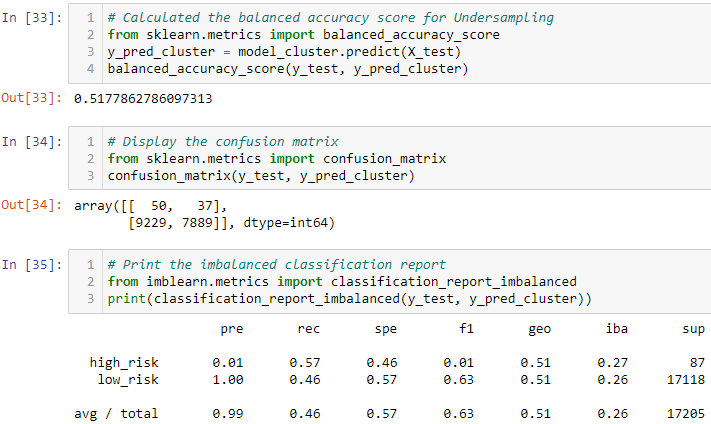 In [33]: 1 # Calculated the balanced accuracy score for Undersampling
2 from sklearn.metrics import balanced_accuracy_score
3 y_pred_cluster = model_cluster.predict(X_test)
4 balanced_accuracy_score(y_test, y_pred_cluster)
Out[33]: 0.5177862786097313
In [34]: 1 # Display the confusion matrix
2 from sklearn.metrics import confusion_matrix
3 confusion_matrix(y_test, y_pred_cluster)
Out[34]: array([[  50,   37],
[9229, 7889]], dtype=int64)
In [35]: 1 # Print the imbalanced classification report
2 from imblearn.metrics import classification_report_imbalanced
3 print(classification_report_imbalanced(y_test, y_pred_cluster))
pre rec spe f1 geo iba sup
high_risk 0.01 0.57 0.46 0.01 0.51 0.27 87
low_risk 1.00 0.46 0.57 0.63 0.51 0.26 17118
avg / total 0.99 0.46 0.57 0.63 0.51 0.26 17205